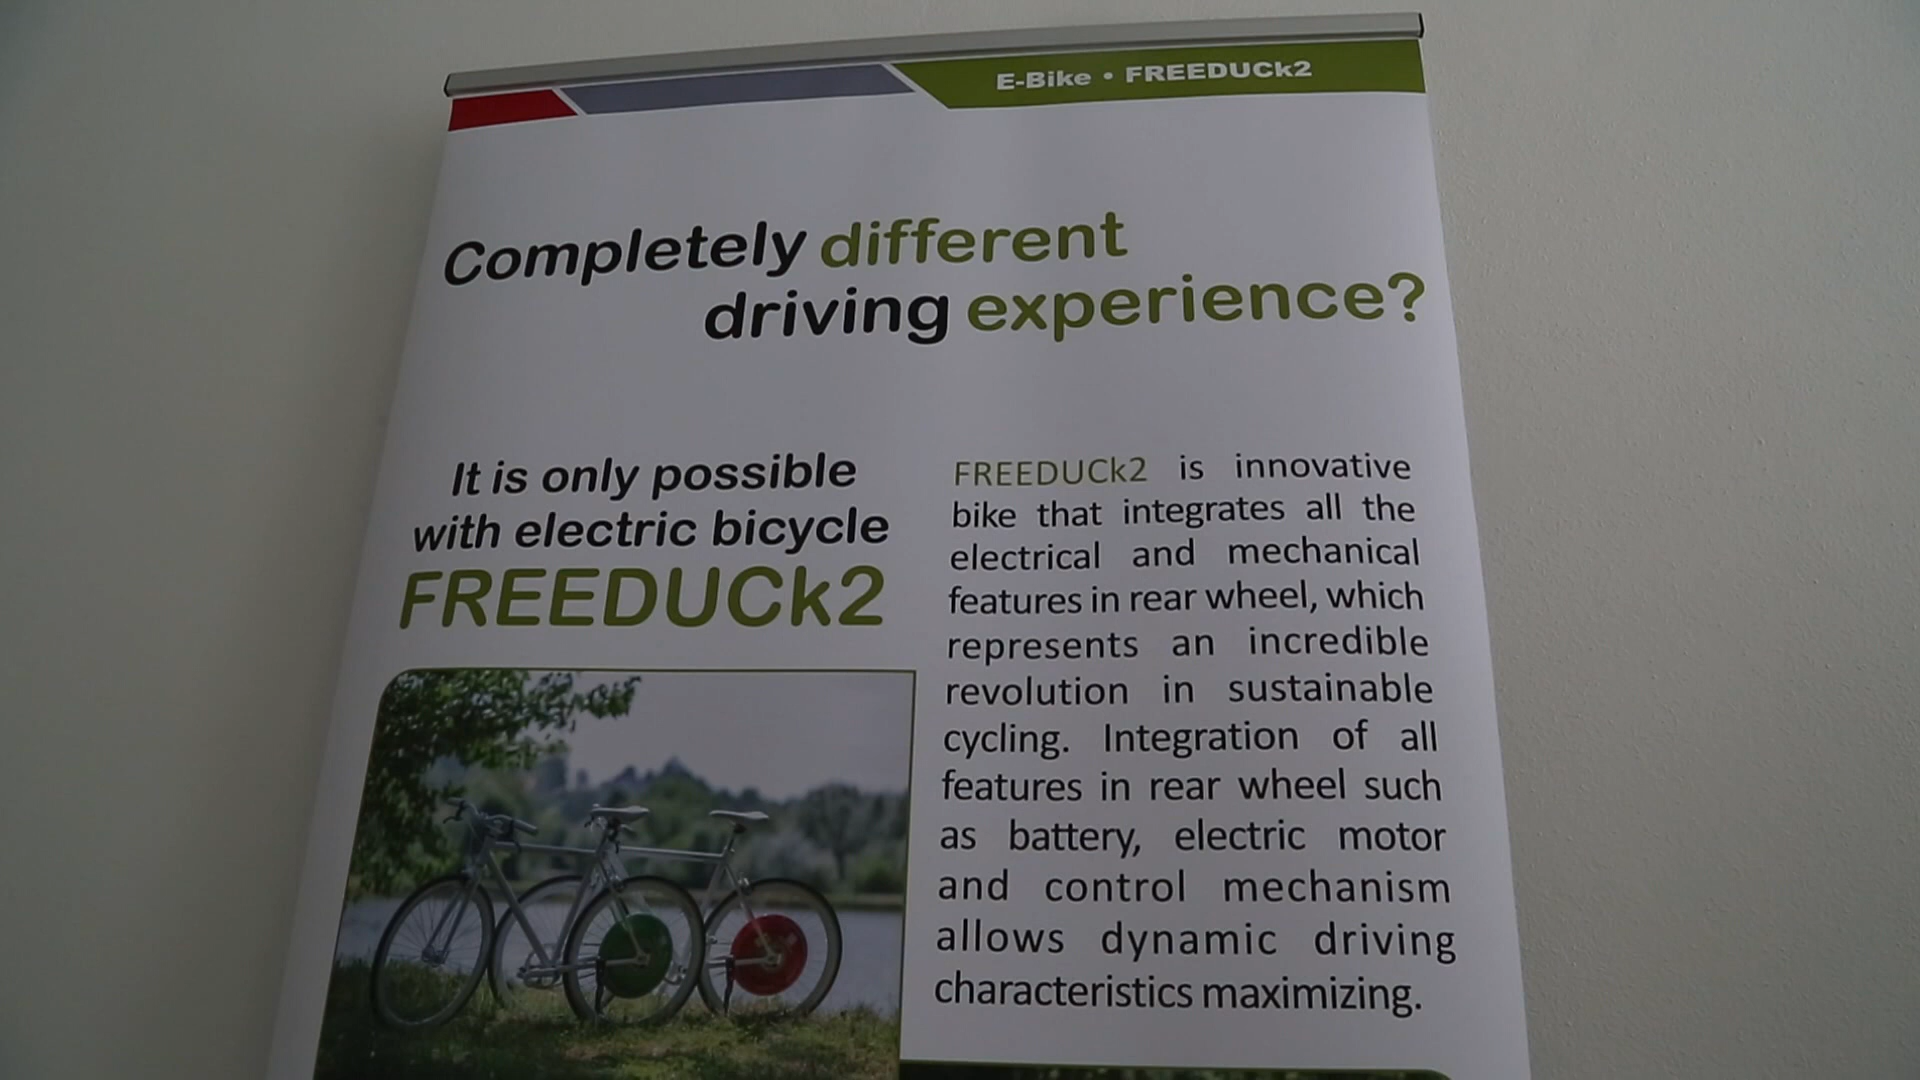 E-Bike • FREEDUCk2
Completely different
driving experience?
It is only possible
with electric bicycle
FREEDUCk2
FREEDUCk2 is innovative
bike that integrates all the
electrical and mechanical
features in rear wheel, which
represents an incredible
revolution in sustainable
cycling. Integration of all
features in rear wheel such
as battery, electric motor
and control mechanism
allows dynamic driving
characteristics maximizing.